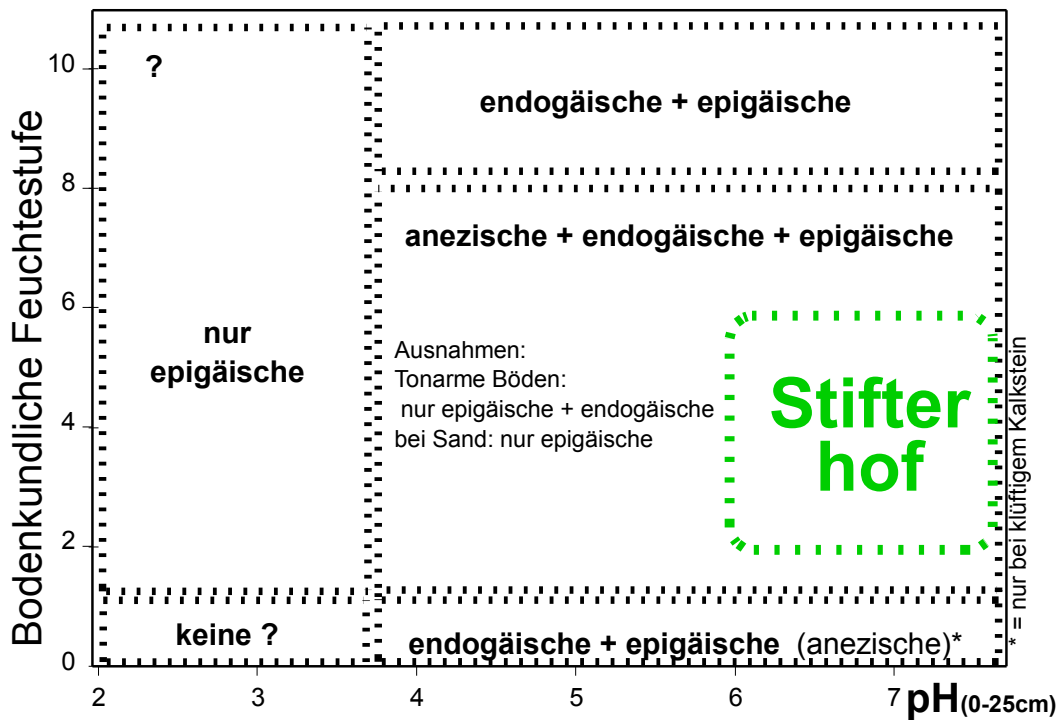 Bodenkundliche Feuchtestufe
10
8
6
4
2
0
?
endogäische + epigäische
anezische + endogäische + epigäische
nur
epigäische
Ausnahmen:
Tonarme Böden:
nur epigäische + endogäische
bei Sand: nur epigäische
Stifter
hof
* = nur bei klüftigem Kalkstein
keine ?
endogäische + epigäische (anezische)*
2
3
4
5
6
7
pH(0-25cm)